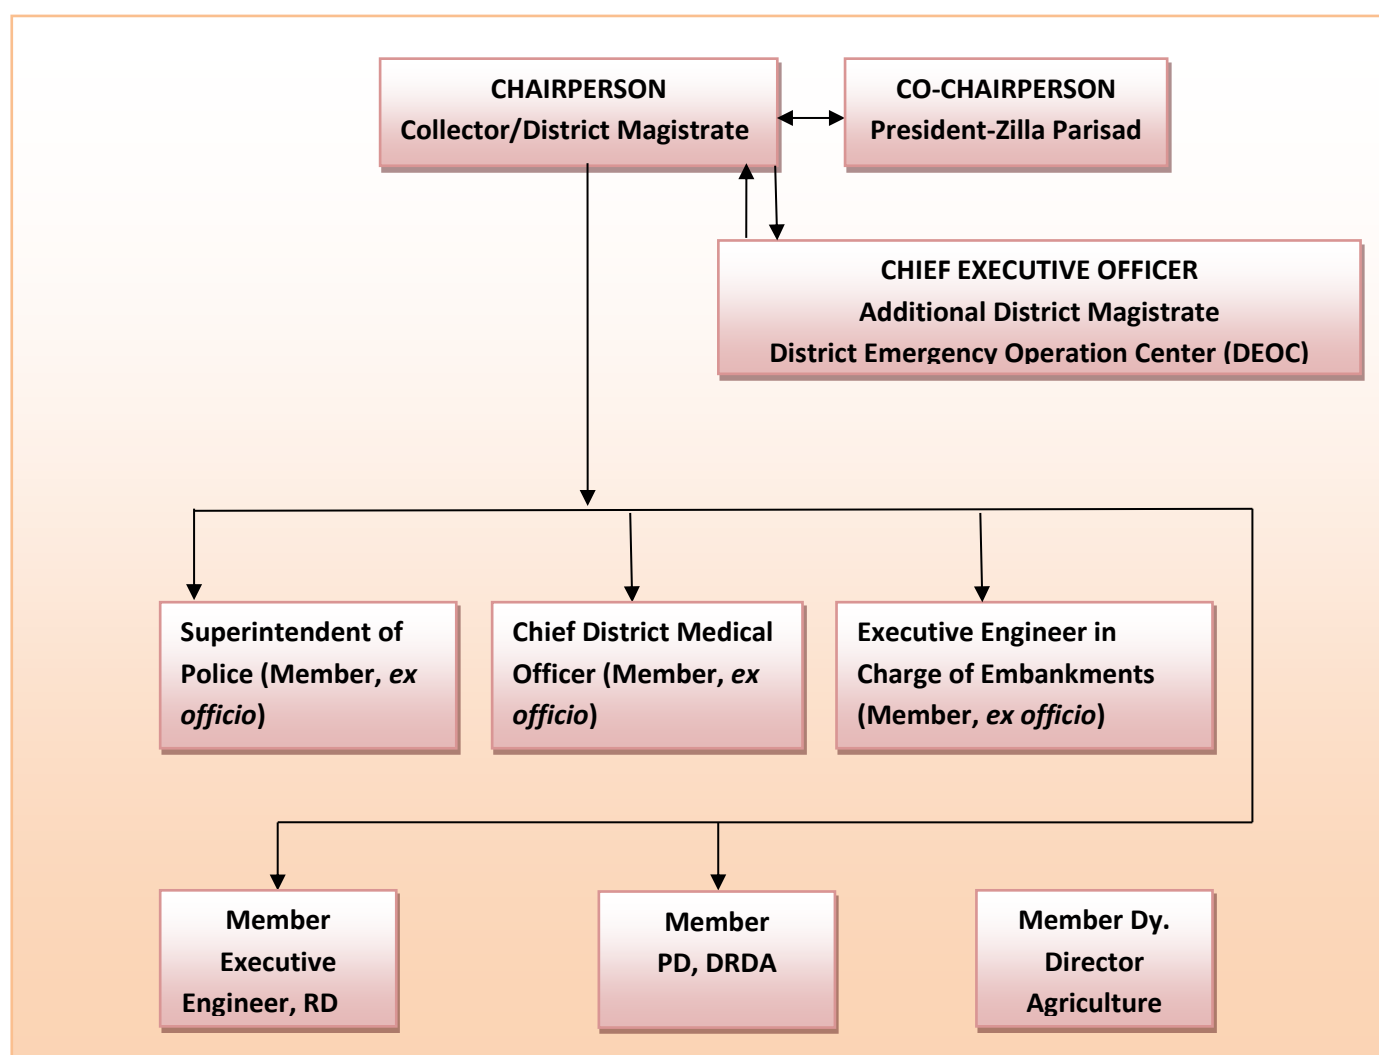 CHAIRPERSON
Collector/District Magistrate
CO-CHAIRPERSON
President-Zilla Parisad
CHIEF EXECUTIVE OFFICER
Additional District Magistrate
District Emergency Operation Center (DEOC)
Superintendent of
Police (Member, ex
officio)
Chief District Medical
Officer (Member, ex
officio)
Executive Engineer in
Charge of Embankments
(Member, ex officio)
Member
Executive
Engineer, RD
Member
PD, DRDA
Member Dy.
Director
Agriculture